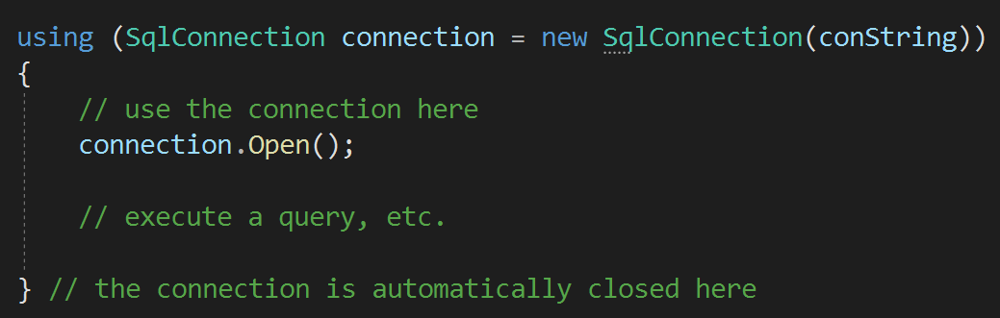 using (SqlConnection connection = new SqlConnection(conString))
{
    // use the connection here
    connection.Open();

    // execute a query, etc.

} // the connection is automatically closed here